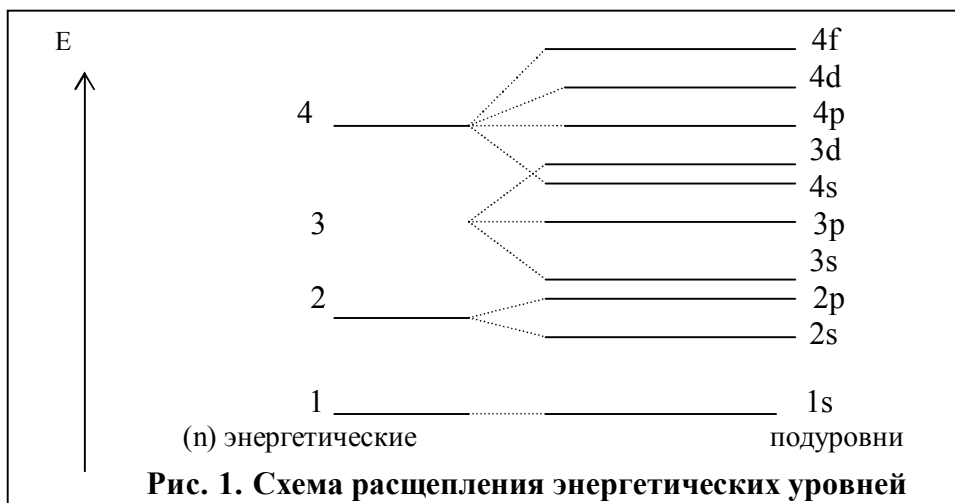 E
4f
4d
4 4p
3d
4s
3 3p
3s
2 2p
2s
1 1s
(n) энергетические подуровни
Рис. 1. Схема расщепления энергетических уровней